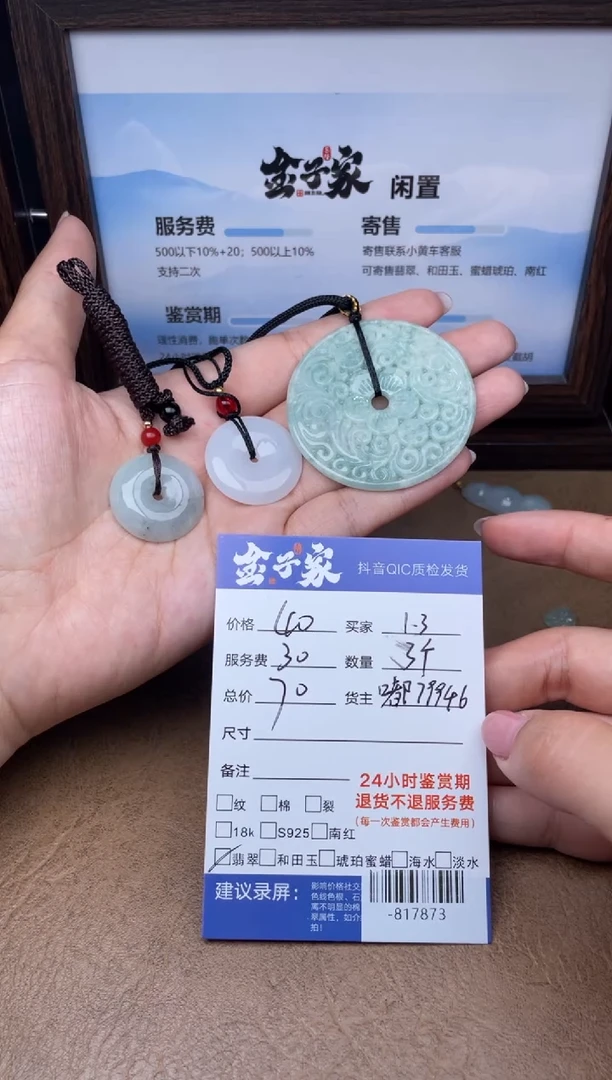 金子家 闲置
服务费
500以下10%+20；500以上10%
支持二次
寄售
寄售联系小黄车客服
可寄售翡翠、和田玉、蜜蜡琥珀、南红
鉴赏期
金子家 抖音QIC质检发货
价格 40 买家 1-3
服务费 30 数量 3个
总价 70 货主 嘟79946
尺寸
备注
24小时鉴赏期
退货不退服务费
(每一次鉴赏都会产生费用)
纹 棉 裂
18k S925 南红
翡翠 和田玉 琥珀蜜蜡 海水 淡水
建议录屏：
-817873